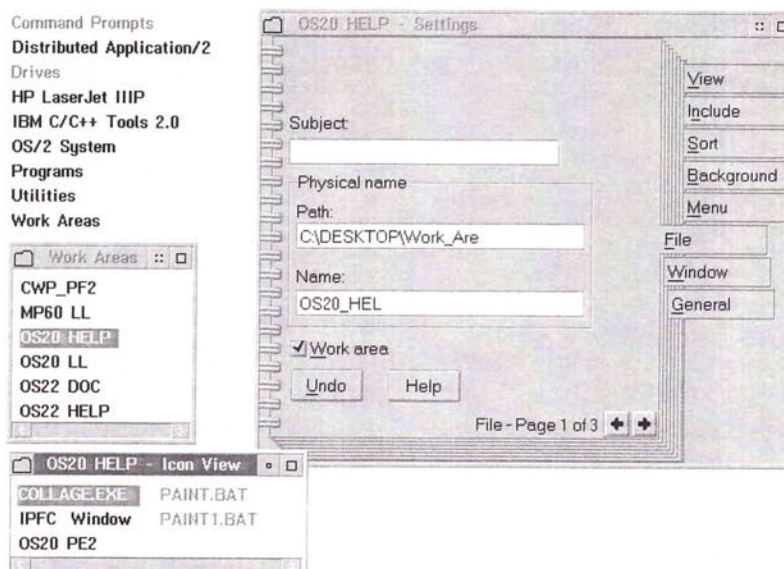 Command Prompts
Distributed Application/2
Drives
HP LaserJet IIIP
IBM C/C++ Tools 2.0
OS/2 System
Programs
Utilities
Work Areas
Work Areas
CWP_PF2
MP60 LL
OS20 HELP
OS20 LL
OS22 DOC
OS22 HELP
OS20 HELP - Icon View
COLLAGE.EXE PAINT.BAT
IPFC Window PAINT1.BAT
OS20 PE2
OS20 HELP - Settings
Subject:
Physical name
Path:
C:\DESKTOP\Work_Are
Name:
OS20_HEL
Work area
Undo Help
File - Page 1 of 3
View
Include
Sort
Background
Menu
File
Window
General